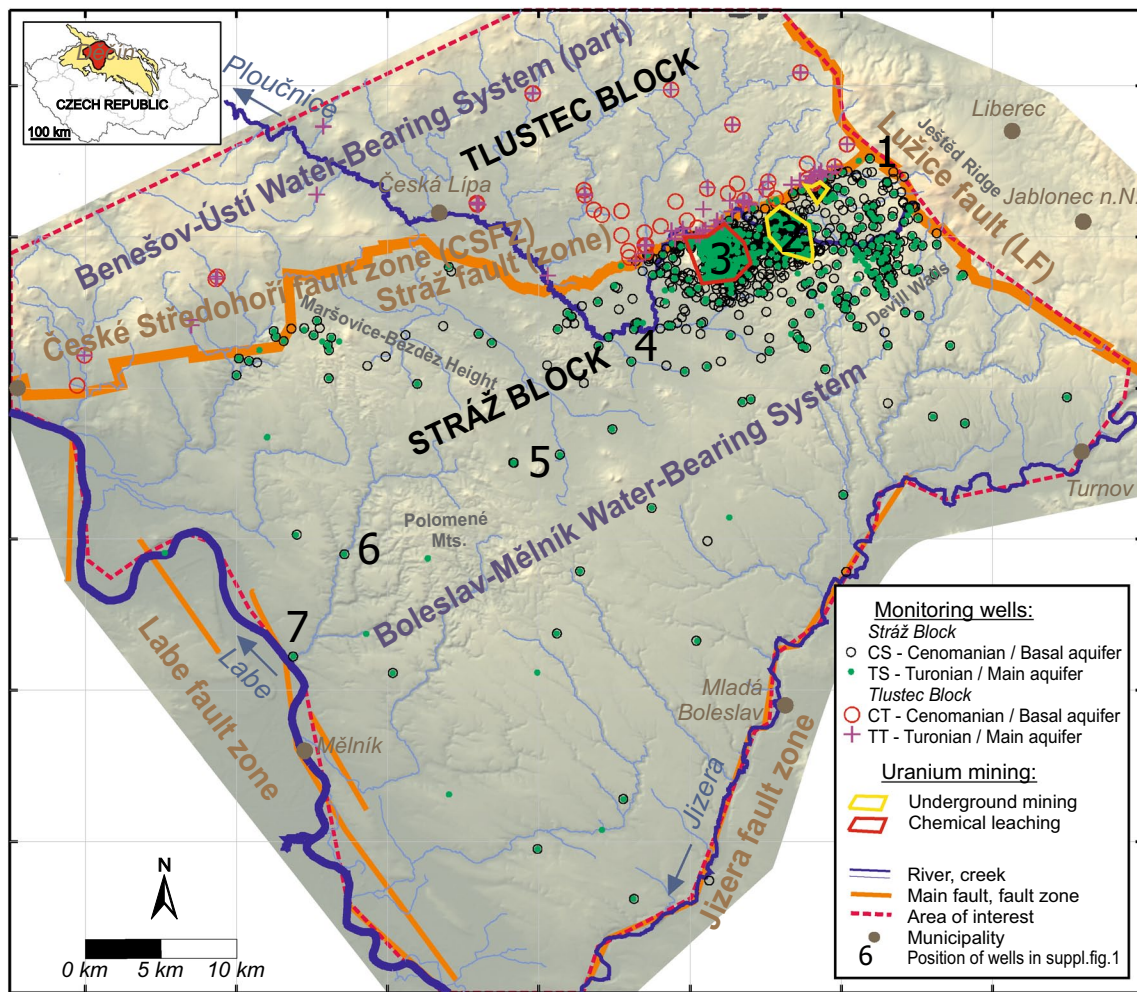 Děčín
CZECH REPUBLIC
100 km
Ploučnice
Benešov-Ústí Water-Bearing System (part)
TLUSTEC BLOCK
Liberec
Ještěd Ridge
Lužice fault (LF)
Jablonec n.N.
1
Česká Lípa
České Středohoří fault zone (CSFZ)
Stráž fault zone)
2
3
Devill Walls
Maršovice-Bezděz Height
4
STRÁŽ BLOCK
5
Boleslav-Mělník Water-Bearing System
Turnov
Polomené
Mts.
6
7
Labe
Labe fault zone
Mělník
Mladá
Boleslav
Jizera
Jizera fault zone
N
0 km 5 km 10 km
Monitoring wells:
Stráž Block
CS - Cenomanian / Basal aquifer
TS - Turonian / Main aquifer
Tlustec Block
CT - Cenomanian / Basal aquifer
TT - Turonian / Main aquifer
Uranium mining:
Underground mining
Chemical leaching
River, creek
Main fault, fault zone
Area of interest
Municipality
6 Position of wells in suppl.fig.1